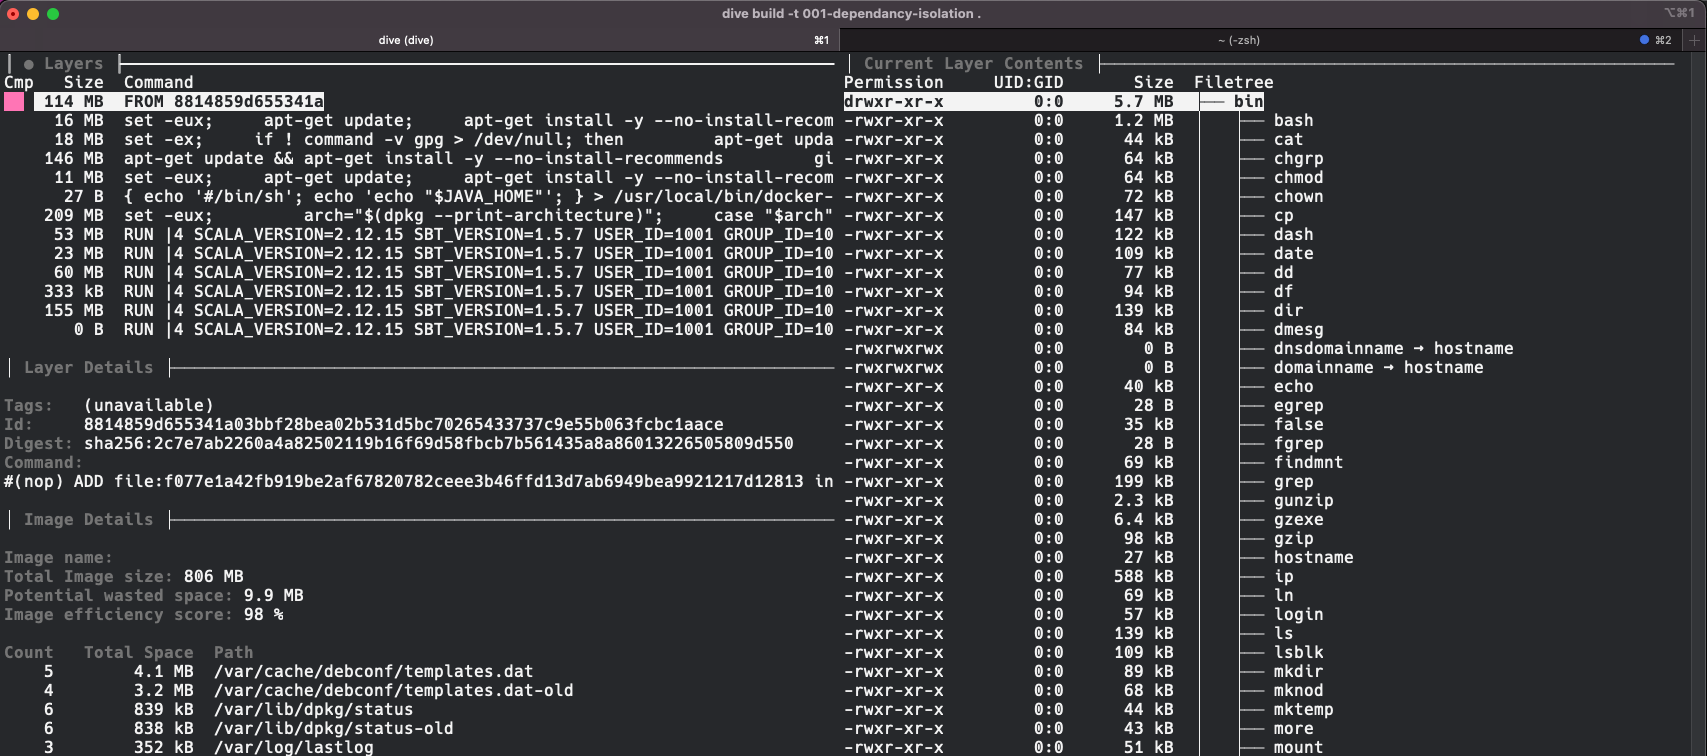 dive build -t 001-dependancy-isolation .
⌥⌘1
dive (dive)
⌘1
~ (-zsh)
⌘2
● Layers
Cmp Size Command
114 MB FROM 8814859d655341a
16 MB set -eux; apt-get update; apt-get install -y --no-install-recom
18 MB set -ex; if ! command -v gpg > /dev/null; then apt-get upda
146 MB apt-get update && apt-get install -y --no-install-recommends gi
11 MB set -eux; apt-get update; apt-get install -y --no-install-recom
27 B { echo '#/bin/sh'; echo 'echo "$JAVA_HOME"'; } > /usr/local/bin/docker-
209 MB set -eux; arch="$(dpkg --print-architecture)"; case "$arch"
53 MB RUN |4 SCALA_VERSION=2.12.15 SBT_VERSION=1.5.7 USER_ID=1001 GROUP_ID=10
23 MB RUN |4 SCALA_VERSION=2.12.15 SBT_VERSION=1.5.7 USER_ID=1001 GROUP_ID=10
60 MB RUN |4 SCALA_VERSION=2.12.15 SBT_VERSION=1.5.7 USER_ID=1001 GROUP_ID=10
333 kB RUN |4 SCALA_VERSION=2.12.15 SBT_VERSION=1.5.7 USER_ID=1001 GROUP_ID=10
155 MB RUN |4 SCALA_VERSION=2.12.15 SBT_VERSION=1.5.7 USER_ID=1001 GROUP_ID=10
0 B RUN |4 SCALA_VERSION=2.12.15 SBT_VERSION=1.5.7 USER_ID=1001 GROUP_ID=10
Layer Details
Tags: (unavailable)
Id: 8814859d655341a03bbf28bea02b531d5bc70265433737c9e55b063fcbc1aace
Digest: sha256:2c7e7ab2260a4a82502119b16f69d58fbcb7b561435a8a86013226505809d550
Command:
#(nop) ADD file:f077e1a42fb919be2af67820782ceee3b46ffd13d7ab6949bea9921217d12813 in
Image Details
Image name:
Total Image size: 806 MB
Potential wasted space: 9.9 MB
Image efficiency score: 98 %
Count Total Space Path
5 4.1 MB /var/cache/debconf/templates.dat
4 3.2 MB /var/cache/debconf/templates.dat-old
6 839 kB /var/lib/dpkg/status
6 838 kB /var/lib/dpkg/status-old
3 352 kB /var/log/lastlog
Current Layer Contents
Permission UID:GID Size Filetree
drwxr-xr-x 0:0 5.7 MB ├── bin
-rwxr-xr-x 0:0 1.2 MB │ ├── bash
-rwxr-xr-x 0:0 44 kB │ ├── cat
-rwxr-xr-x 0:0 64 kB │ ├── chgrp
-rwxr-xr-x 0:0 64 kB │ ├── chmod
-rwxr-xr-x 0:0 72 kB │ ├── chown
-rwxr-xr-x 0:0 147 kB │ ├── cp
-rwxr-xr-x 0:0 122 kB │ ├── dash
-rwxr-xr-x 0:0 109 kB │ ├── date
-rwxr-xr-x 0:0 77 kB │ ├── dd
-rwxr-xr-x 0:0 94 kB │ ├── df
-rwxr-xr-x 0:0 139 kB │ ├── dir
-rwxr-xr-x 0:0 84 kB │ ├── dmesg
-rwxrwxrwx 0:0 0 B │ ├── dnsdomainname → hostname
-rwxrwxrwx 0:0 0 B │ ├── domainname → hostname
-rwxr-xr-x 0:0 40 kB │ ├── echo
-rwxr-xr-x 0:0 28 B │ ├── egrep
-rwxr-xr-x 0:0 35 kB │ ├── false
-rwxr-xr-x 0:0 28 B │ ├── fgrep
-rwxr-xr-x 0:0 69 kB │ ├── findmnt
-rwxr-xr-x 0:0 199 kB │ ├── grep
-rwxr-xr-x 0:0 2.3 kB │ ├── gunzip
-rwxr-xr-x 0:0 6.4 kB │ ├── gzexe
-rwxr-xr-x 0:0 98 kB │ ├── gzip
-rwxr-xr-x 0:0 27 kB │ ├── hostname
-rwxr-xr-x 0:0 588 kB │ ├── ip
-rwxr-xr-x 0:0 69 kB │ ├── ln
-rwxr-xr-x 0:0 57 kB │ ├── login
-rwxr-xr-x 0:0 139 kB │ ├── ls
-rwxr-xr-x 0:0 109 kB │ ├── lsblk
-rwxr-xr-x 0:0 89 kB │ ├── mkdir
-rwxr-xr-x 0:0 68 kB │ ├── mknod
-rwxr-xr-x 0:0 44 kB │ ├── mktemp
-rwxr-xr-x 0:0 43 kB │ ├── more
-rwxr-xr-x 0:0 51 kB │ ├── mount